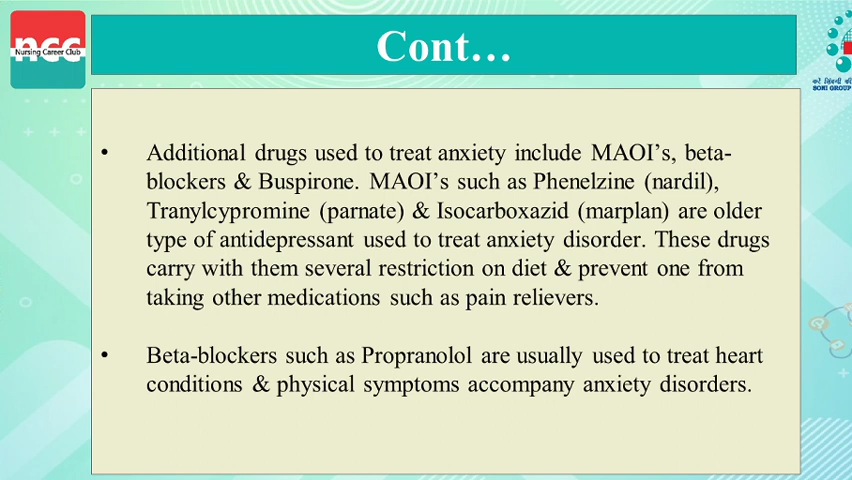 ncc
Nursing Career Club
Cont…
SONI GROUP
• Additional drugs used to treat anxiety include MAOI’s, beta-
blockers & Buspirone. MAOI’s such as Phenelzine (nardil),
Tranylcypromine (parnate) & Isocarboxazid (marplan) are older
type of antidepressant used to treat anxiety disorder. These drugs
carry with them several restriction on diet & prevent one from
taking other medications such as pain relievers.
• Beta-blockers such as Propranolol are usually used to treat heart
conditions & physical symptoms accompany anxiety disorders.